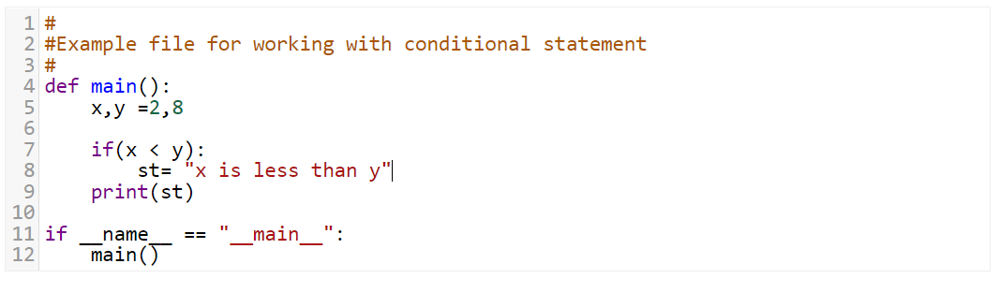 1 #
2 #Example file for working with conditional statement
3 #
4 def main():
5     x,y =2,8
6
7     if(x < y):
8         st= "x is less than y"
9     print(st)
10
11 if __name__ == "__main__":
12     main()